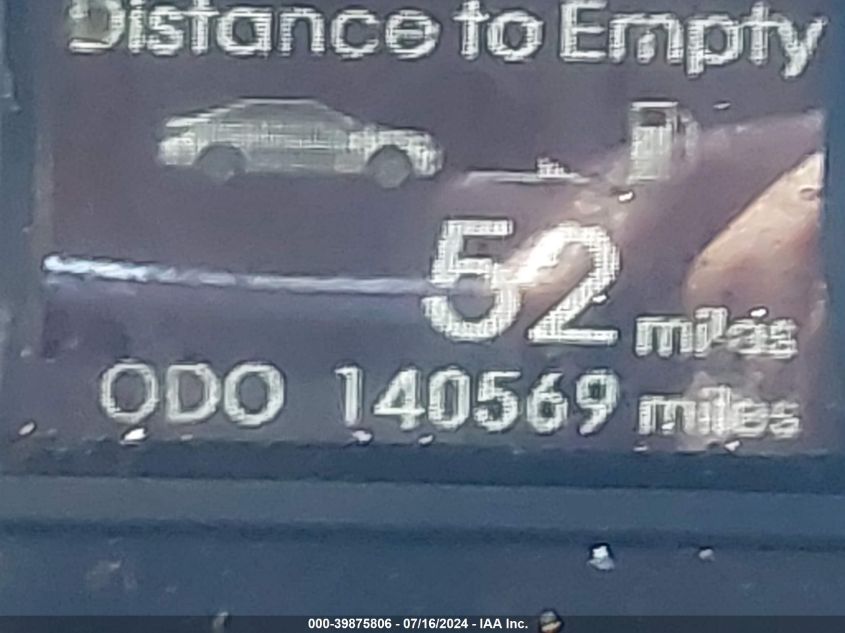 Distance to Empty
52 miles
ODO 140569 miles
000-39875806 - 07/16/2024 - IAA Inc.